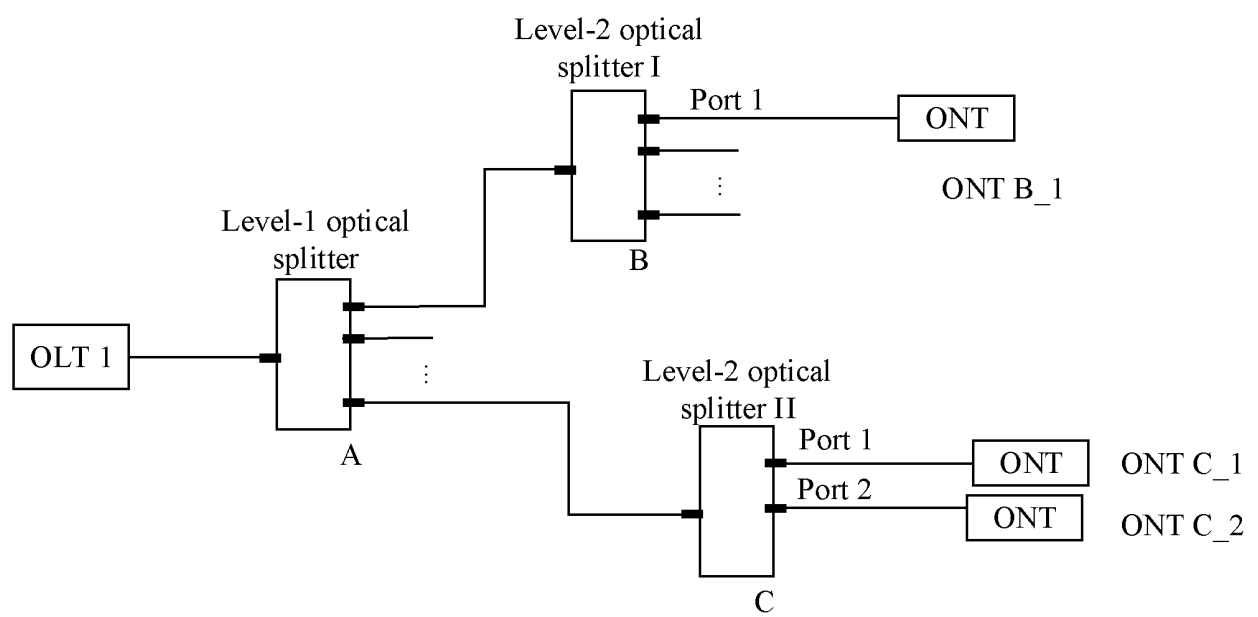 Level-2 optical
splitter I
Port 1
ONT
ONT B_1
B
Level-1 optical
splitter
OLT 1
A
Level-2 optical
splitter II
Port 1
ONT
ONT C_1
Port 2
ONT
ONT C_2
C